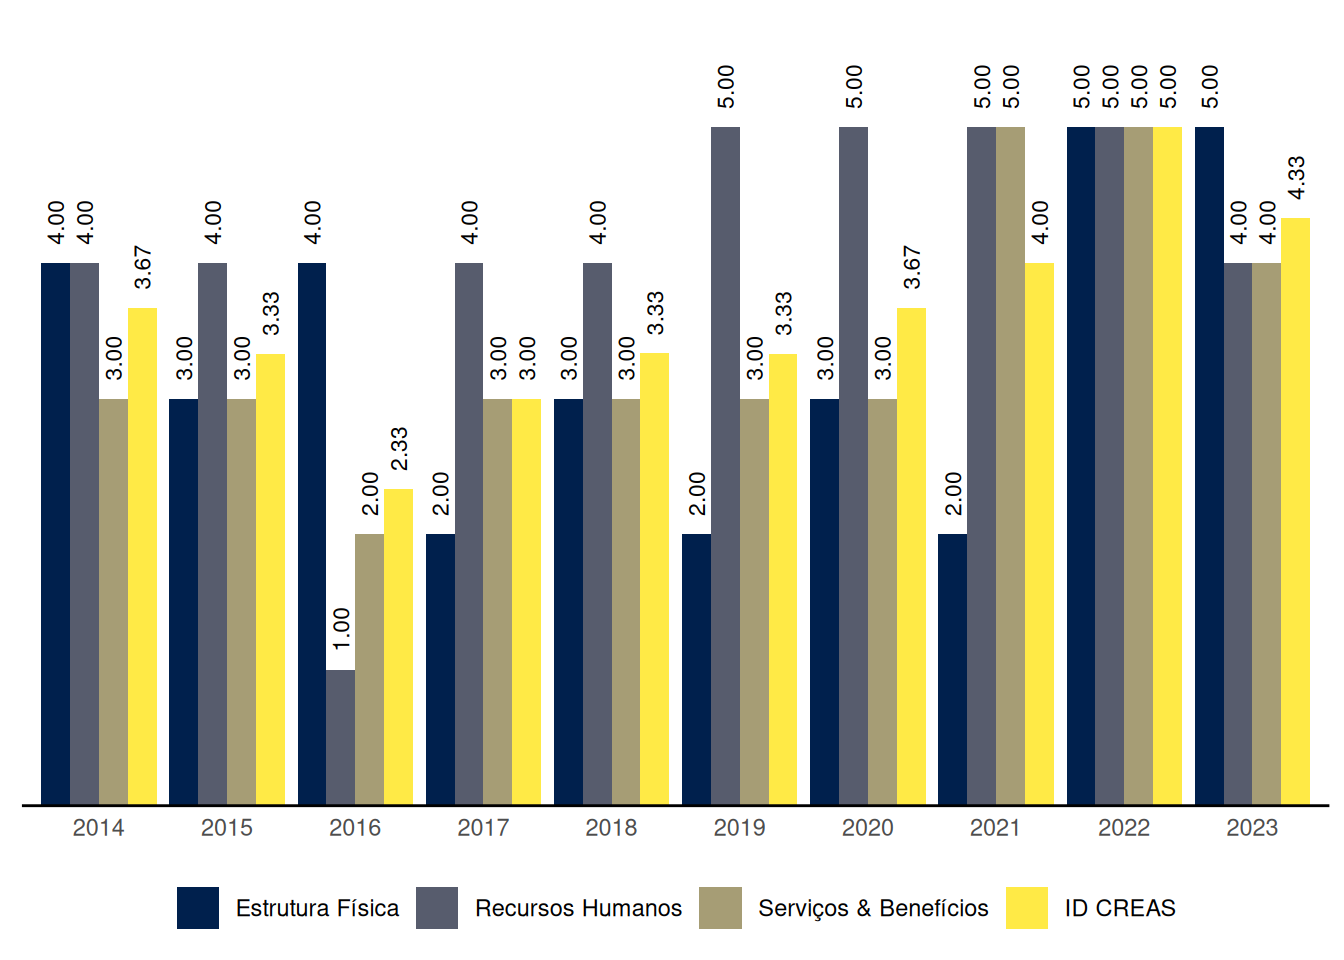 4.00 4.00 3.00 3.67
3.00 4.00 3.00 3.33
4.00 1.00 2.00 2.33
2.00 4.00 3.00 3.00
3.00 4.00 3.00 3.33
2.00 5.00 3.00 3.33
3.00 5.00 3.00 3.67
2.00 5.00 5.00 4.00
5.00 5.00 5.00 5.00
5.00 4.00 4.00 4.33
2014 2015 2016 2017 2018 2019 2020 2021 2022 2023
Estrutura Física Recursos Humanos Serviços & Benefícios ID CREAS